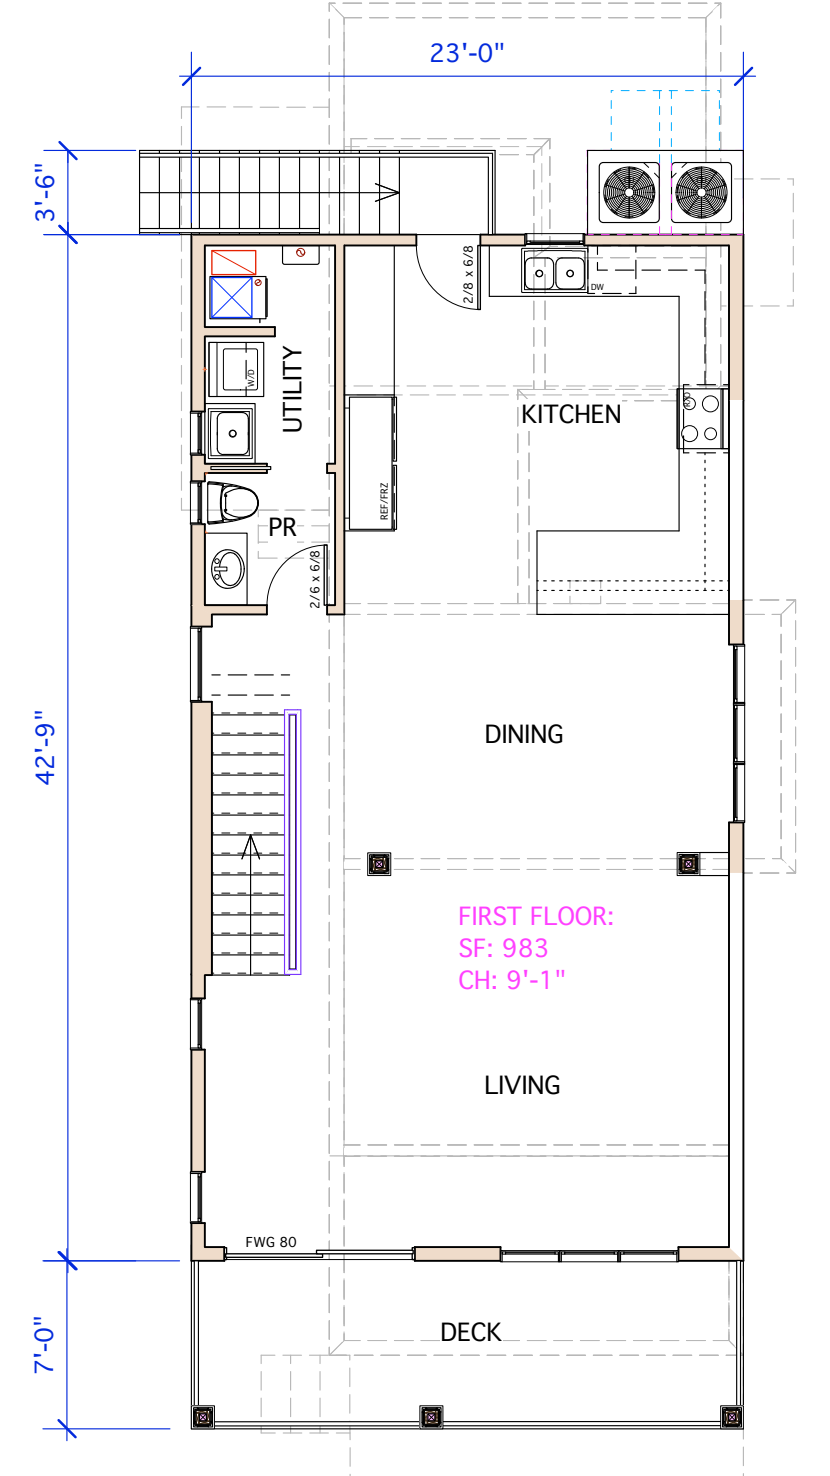 23'-0"
3'-6"
2/8 x 6/8
DW
W/D
UTILITY
KITCHEN
R/O
REF/FRZ
PR
2/6 x 6/8
42'-9"
DINING
FIRST FLOOR:
SF: 983
CH: 9'-1"
LIVING
FWG 80
DECK
7'-0"